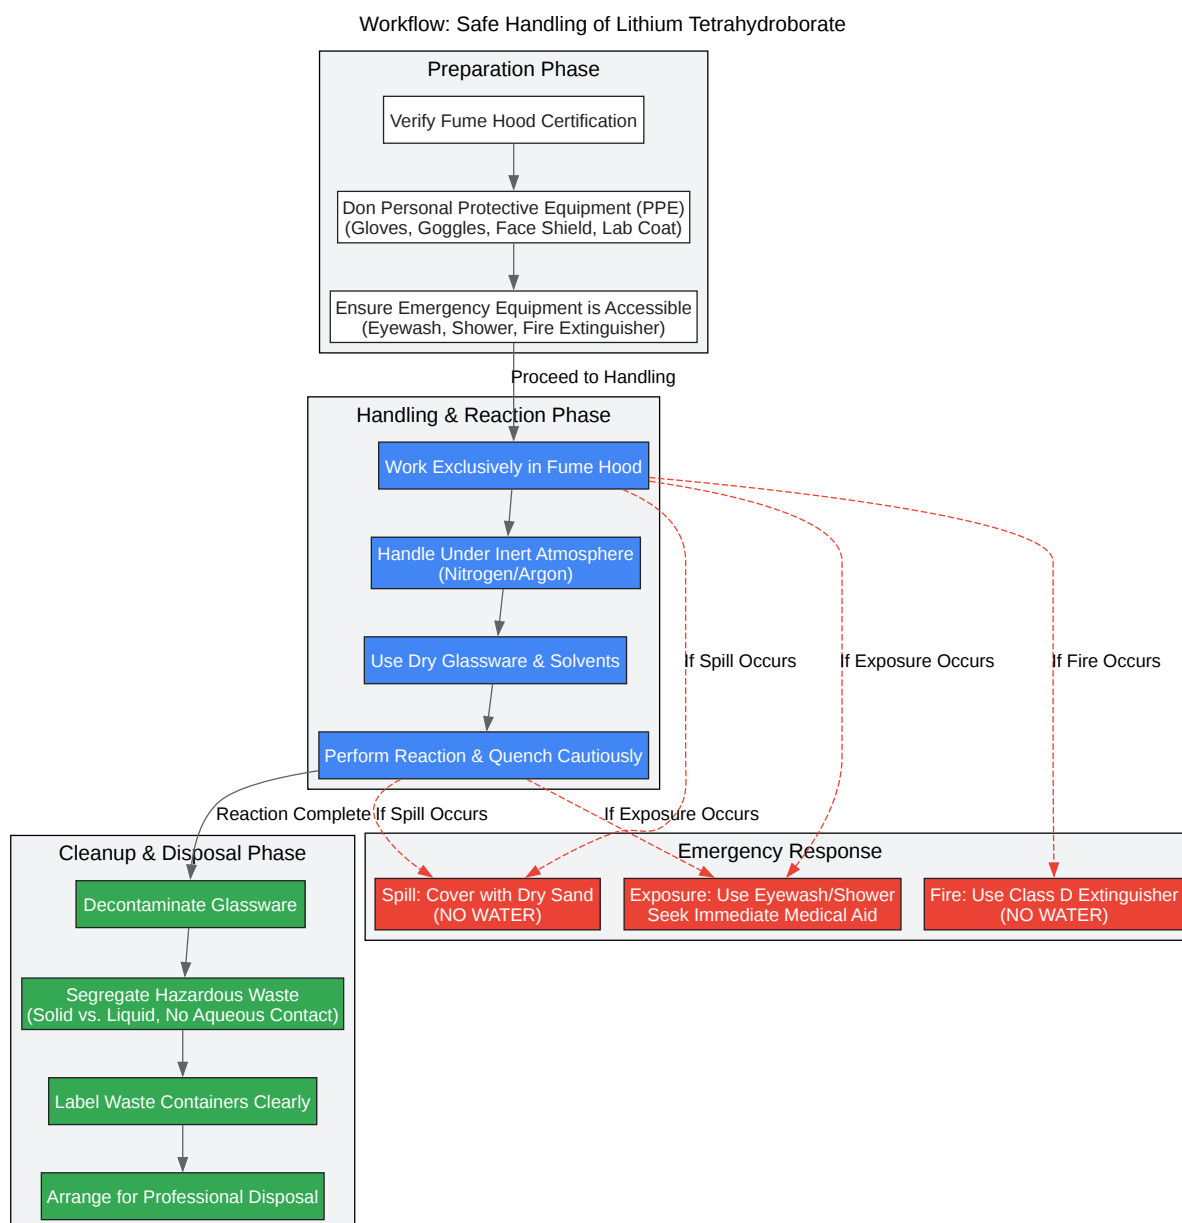 Workflow: Safe Handling of Lithium Tetrahydroborate
Preparation Phase
Verify Fume Hood Certification
Don Personal Protective Equipment (PPE)
(Gloves, Goggles, Face Shield, Lab Coat)
Ensure Emergency Equipment is Accessible
(Eyewash, Shower, Fire Extinguisher)
Proceed to Handling
Handling & Reaction Phase
Work Exclusively in Fume Hood
Handle Under Inert Atmosphere
(Nitrogen/Argon)
Use Dry Glassware & Solvents
If Spill Occurs
If Exposure Occurs
If Fire Occurs
Perform Reaction & Quench Cautiously
Reaction Complete
If Spill Occurs
If Exposure Occurs
Cleanup & Disposal Phase
Decontaminate Glassware
Segregate Hazardous Waste
(Solid vs. Liquid, No Aqueous Contact)
Label Waste Containers Clearly
Arrange for Professional Disposal
Emergency Response
Spill: Cover with Dry Sand
(NO WATER)
Exposure: Use Eyewash/Shower
Seek Immediate Medical Aid
Fire: Use Class D Extinguisher
(NO WATER)